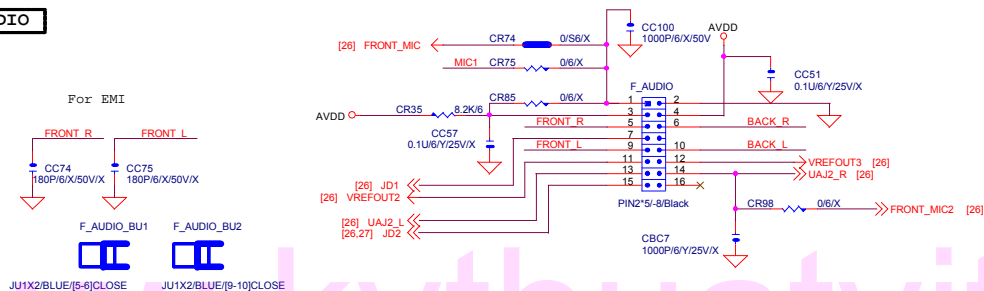 DIO
[26] FRONT_MIC
CR74
0/S6/X
MIC1
CR75
0/6/X
CC100
1000P/6/X/50V
AVDD
CC51
0.1U/6/Y/25V/X
CR85
0/6/X
F_AUDIO
AVDD
CR35
8.2K/6
CC57
0.1U/6/Y/25V/X
1
2
3
4
5
6
7
9
10
11
12
13
14
15
16
FRONT_R
BACK_R
FRONT_L
BACK_L
VREFOUT3 [26]
UAJ2_R [26]
[26] JD1
[26] VREFOUT2
[26] UAJ2_L
[26,27] JD2
PIN2*5/-8/Black
CR98
0/6/X
FRONT_MIC2 [26]
CBC7
1000P/6/Y/25V/X
For EMI
FRONT_R
FRONT_L
CC74
180P/6/X/50V/X
CC75
180P/6/X/50V/X
F_AUDIO_BU1
F_AUDIO_BU2
JU1X2/BLUE/[5-6]CLOSE
JU1X2/BLUE/[9-10]CLOSE